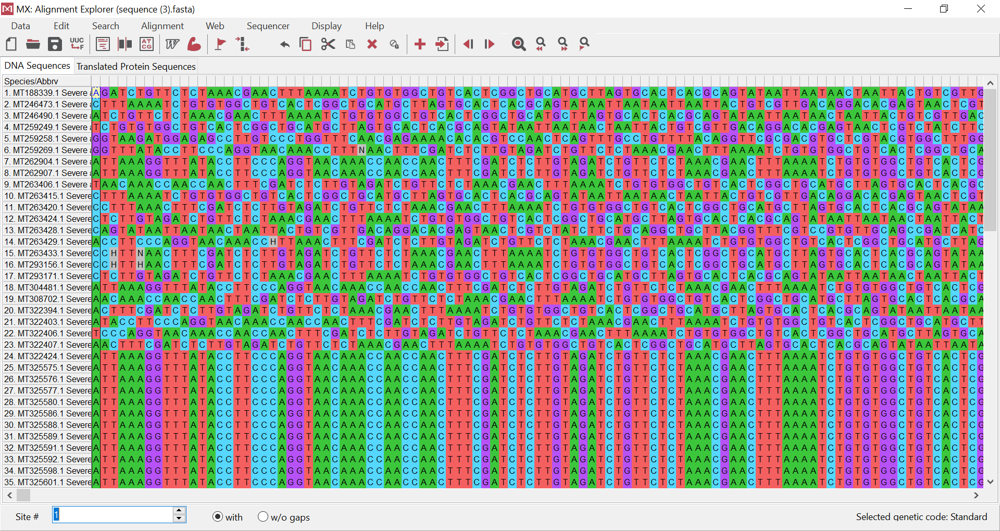 MX: Alignment Explorer (sequence (3).fasta)
Data Edit Search Alignment Web Sequencer Display Help
UUC F AT CG W
DNA Sequences Translated Protein Sequences
Species/Abbrv
1. MT188339.1 Severe AGATCTGTTCTCTAAACGAACTTTAAAATCTGTGTGGCTGTCACTCGGCTGCATGCTTAGTGCACTCACGCAGTATAATTAATAACTAATTACTGTCGTTG
2. MT246473.1 Severe CTTTAAAATCTGTGTGGCTGTCACTCGGCTGCATGCTTAGTGCACTCACGCAGTATAATTAATAATTAATTACTGTCGTTGACAGGACACGAGTAACTCGT
3. MT246490.1 Severe ATCTGTTCTCTAAACGAACTTTAAAATCTGTGTGGCTGTCACTCGGCTGCATGCTTAGTGCACTCACGCAGTATAATTAATAACTAATTACTGTCGTTGAC
4. MT259249.1 Severe TCTGTGTGGCTGTCACTCGGCTGCATGCTTAGTGCACTCACGCAGTATAATTAATAACTAATTACTGTCGTTGACAGGACACGAGTAACTCGTCTATCTTC
5. MT259258.1 Severe GGTAAGATGGAGAGCCTTGTCCCTGGTTTCAACGAGAAAACACACGTCCAACTCAGTTTGCCTGTTTTACAGGTTCGCGACGTGCTCGTACGTGGCTTTGG
6. MT259269.1 Severe GGTTTATACCTTCCCAGGTAACAAACCTTTNAACTTTCGATCTCTTGTAGATCTGTTCTCTAAACGAACTTTAAAATCTGTGTGGCTGTCACTCGGCTGCA
7. MT262904.1 Severe ATTAAAGGTTTATACCTTCCCAGGTAACAAACCAACCAACTTTCGATCTCTTGTAGATCTGTTCTCTAAACGAACTTTAAAATCTGTGTGGCTGTCACTCG
8. MT262907.1 Severe ATTAAAGGTTTATACCTTCCCAGGTAACAAACCAACCAACTTTCGATCTCTTGTAGATCTGTTCTCTAAACGAACTTTAAAATCTGTGTGGCTGTCACTCG
9. MT263406.1 Severe TAACAAACCAACCAACTTTCGATCTCTTGTAGATCTGTTCTCTAAACGAACTTTAAAATCTGTGTGGCTGTCACTCGGCTGCATGCTTAGTGCACTCACGC
10. MT263415.1 Severe CTTTAAAATCTGTGTGGCTGTCACTCGGCTGCATGCTTAGTGCACTCACGCAGTATAATTAATAACTAATTACTGTCGTTGACAGGACACGAGTAACTCGT
11. MT263420.1 Severe CCTTTAAACTTTCGATCTCTTGTAGATCTGTTCTCTAAACGAACTTTAAAATCTGTGTGGCTGTCACTCGGCTGCATGCTTAGTGCACTCACGCAGTATAA
12. MT263424.1 Severe CTCTTGTAGATCTGTTCTCTAAACGAACTTTAAAATCTGTGTGGCTGTCACTCGGCTGCATGCTTAGTGCACTCACGCAGTATAATTAATAACTAATTACT
13. MT263428.1 Severe CAGTATAATTAATAACTAATTACTGTCGTTGACAGGACACGAGTAACTCGTCTATCTTCTGCAGGCTGCTTACGGTTTCGTCCGTGTTGCAGCCGATCATC
14. MT263429.1 Severe ACCTTCCCAGGTAACAAACCHTTAAACTTTCGATCTCTTGTAGATCTGTTCTCTAAACGAACTTTAAAATCTGTGTGGCTGTCACTCGGCTGCATGCTTAG
15. MT263433.1 Severe CCHTTNAACTTTCGATCTCTTGTAGATCTGTTCTCTAAACGAACTTTAAAATCTGTGTGGCTGTCACTCGGCTGCATGCTTAGTGCACTCACGCAGTATAA
16. MT293156.1 Severe CCHTTHAACTTTCGATCTCTTGTAGATCTGTTCTCTAAACGAACTTTAAAATCTGTGTGGCTGTCACTCGGCTGCATGCTTAGTGCACTCACGCAGTATAA
17. MT293171.1 Severe CTCTTGTAGATCTGTTCTCTAAACGAACTTTAAAATCTGTGTGGCTGTCACTCGGCTGCATGCTTAGTGCACTCACGCAGTATAATTAATAACTAATTACT
18. MT304481.1 Severe ATTAAAGGTTTATACCTTCCCAGGTAACAAACCAACCAACTTTCGATCTCTTGTAGATCTGTTCTCTAAACGAACTTTAAAATCTGTGTGGCTGTCACTCG
19. MT308702.1 Severe AACAAACCAACCAACTTTCGATCTCTTGTAGATCTGTTCTCTAAACGAACTTTAAAATCTGTGTGGCTGTCACTCGGCTGCATGCTTAGTGCACTCACGCA
20. MT322394.1 Severe ACTTTCGATCTCTTGTAGATCTGTTCTCTAAACGAACTTTAAAATCTGTGTGGCTGTCACTCGGCTGCATGCTTAGTGCACTCACGCAGTATAATTAATAA
21. MT322403.1 Severe ATACCTTCCCAGGTAACAAACCAACCAACTTTCGATCTCTTGTAGATCTGTTCTCTAAACGAACTTTAAAATCTGTGTGGCTGTCACTCGGCTGCATGCTT
22. MT322406.1 Severe TCCCAGGTAACAAACCAACCAACTTTCGATCTCTTGTAGATCTGTTCTCTAAACGAACTTTAAAATCTGTGTGGCTGTCACTCGGCTGCATGCTTAGTGCA
23. MT322407.1 Severe AACTTTCGATCTCTTGTAGATCTGTTCTCTAAACGAACTTTAAAATCTGTGTGGCTGTCACTCGGCTGCATGCTTAGTGCACTCACGCAGTATAATTAATA
24. MT322424.1 Severe ATTAAAGGTTTATACCTTCCCAGGTAACAAACCAACCAACTTTCGATCTCTTGTAGATCTGTTCTCTAAACGAACTTTAAAATCTGTGTGGCTGTCACTCG
25. MT325575.1 Severe ATTAAAGGTTTATACCTTCCCAGGTAACAAACCAACCAACTTTCGATCTCTTGTAGATCTGTTCTCTAAACGAACTTTAAAATCTGTGTGGCTGTCACTCG
26. MT325576.1 Severe ATTAAAGGTTTATACCTTCCCAGGTAACAAACCAACCAACTTTCGATCTCTTGTAGATCTGTTCTCTAAACGAACTTTAAAATCTGTGTGGCTGTCACTCG
27. MT325577.1 Severe ATTAAAGGTTTATACCTTCCCAGGTAACAAACCAACCAACTTTCGATCTCTTGTAGATCTGTTCTCTAAACGAACTTTAAAATCTGTGTGGCTGTCACTCG
28. MT325580.1 Severe ATTAAAGGTTTATACCTTCCCAGGTAACAAACCAACCAACTTTCGATCTCTTGTAGATCTGTTCTCTAAACGAACTTTAAAATCTGTGTGGCTGTCACTCG
29. MT325586.1 Severe ATTAAAGGTTTATACCTTCCCAGGTAACAAACCAACCAACTTTCGATCTCTTGTAGATCTGTTCTCTAAACGAACTTTAAAATCTGTGTGGCTGTCACTCG
30. MT325588.1 Severe ATTAAAGGTTTATACCTTCCCAGGTAACAAACCAACCAACTTTCGATCTCTTGTAGATCTGTTCTCTAAACGAACTTTAAAATCTGTGTGGCTGTCACTCG
31. MT325589.1 Severe ATTAAAGGTTTATACCTTCCCAGGTAACAAACCAACCAACTTTCGATCTCTTGTAGATCTGTTCTCTAAACGAACTTTAAAATCTGTGTGGCTGTCACTCG
32. MT325591.1 Severe ATTAAAGGTTTATACCTTCCCAGGTAACAAACCAACCAACTTTCGATCTCTTGTAGATCTGTTCTCTAAACGAACTTTAAAATCTGTGTGGCTGTCACTCG
33. MT325592.1 Severe ATTAAAGGTTTATACCTTCCCAGGTAACAAACCAACCAACTTTCGATCTCTTGTAGATCTGTTCTCTAAACGAACTTTAAAATCTGTGTGGCTGTCACTCG
34. MT325598.1 Severe ATTAAAGGTTTATACCTTCCCAGGTAACAAACCAACCAACTTTCGATCTCTTGTAGATCTGTTCTCTAAACGAACTTTAAAATCTGTGTGGCTGTCACTCG
35. MT325601.1 Severe ATTAAAGGTTTATACCTTCCCAGGTAACAAACCAACCAACTTTCGATCTCTTGTAGATCTGTTCTCTAAACGAACTTTAAAATCTGTGTGGCTGTCACTCG
Site # 1 with w/o gaps Selected genetic code: Standard